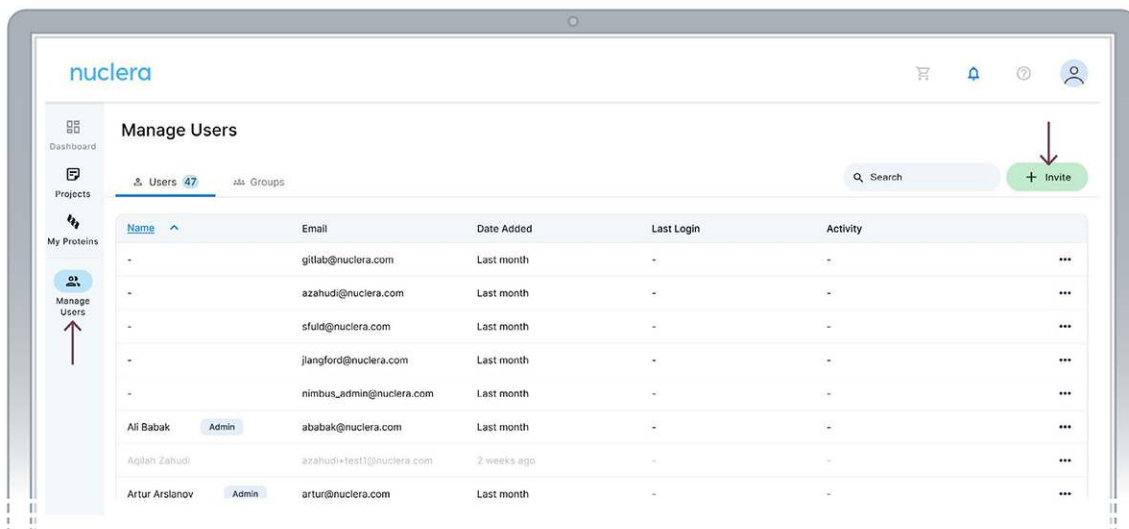 nuclera
Dashboard
Projects
My Proteins
Manage
Users
Manage Users
Users 47 Groups
Search
+ Invite
Name Email Date Added Last Login Activity
- gitlab@nuclera.com Last month - - •••
- azahudi@nuclera.com Last month - - •••
- sfuld@nuclera.com Last month - - •••
- jlangford@nuclera.com Last month - - •••
- nimbus_admin@nuclera.com Last month - - •••
Ali Babak Admin ababak@nuclera.com Last month - - •••
Aqilah Zahudi azahudi+test1@nuclera.com 2 weeks ago - - •••
Artur Arslanov Admin artur@nuclera.com Last month - - •••